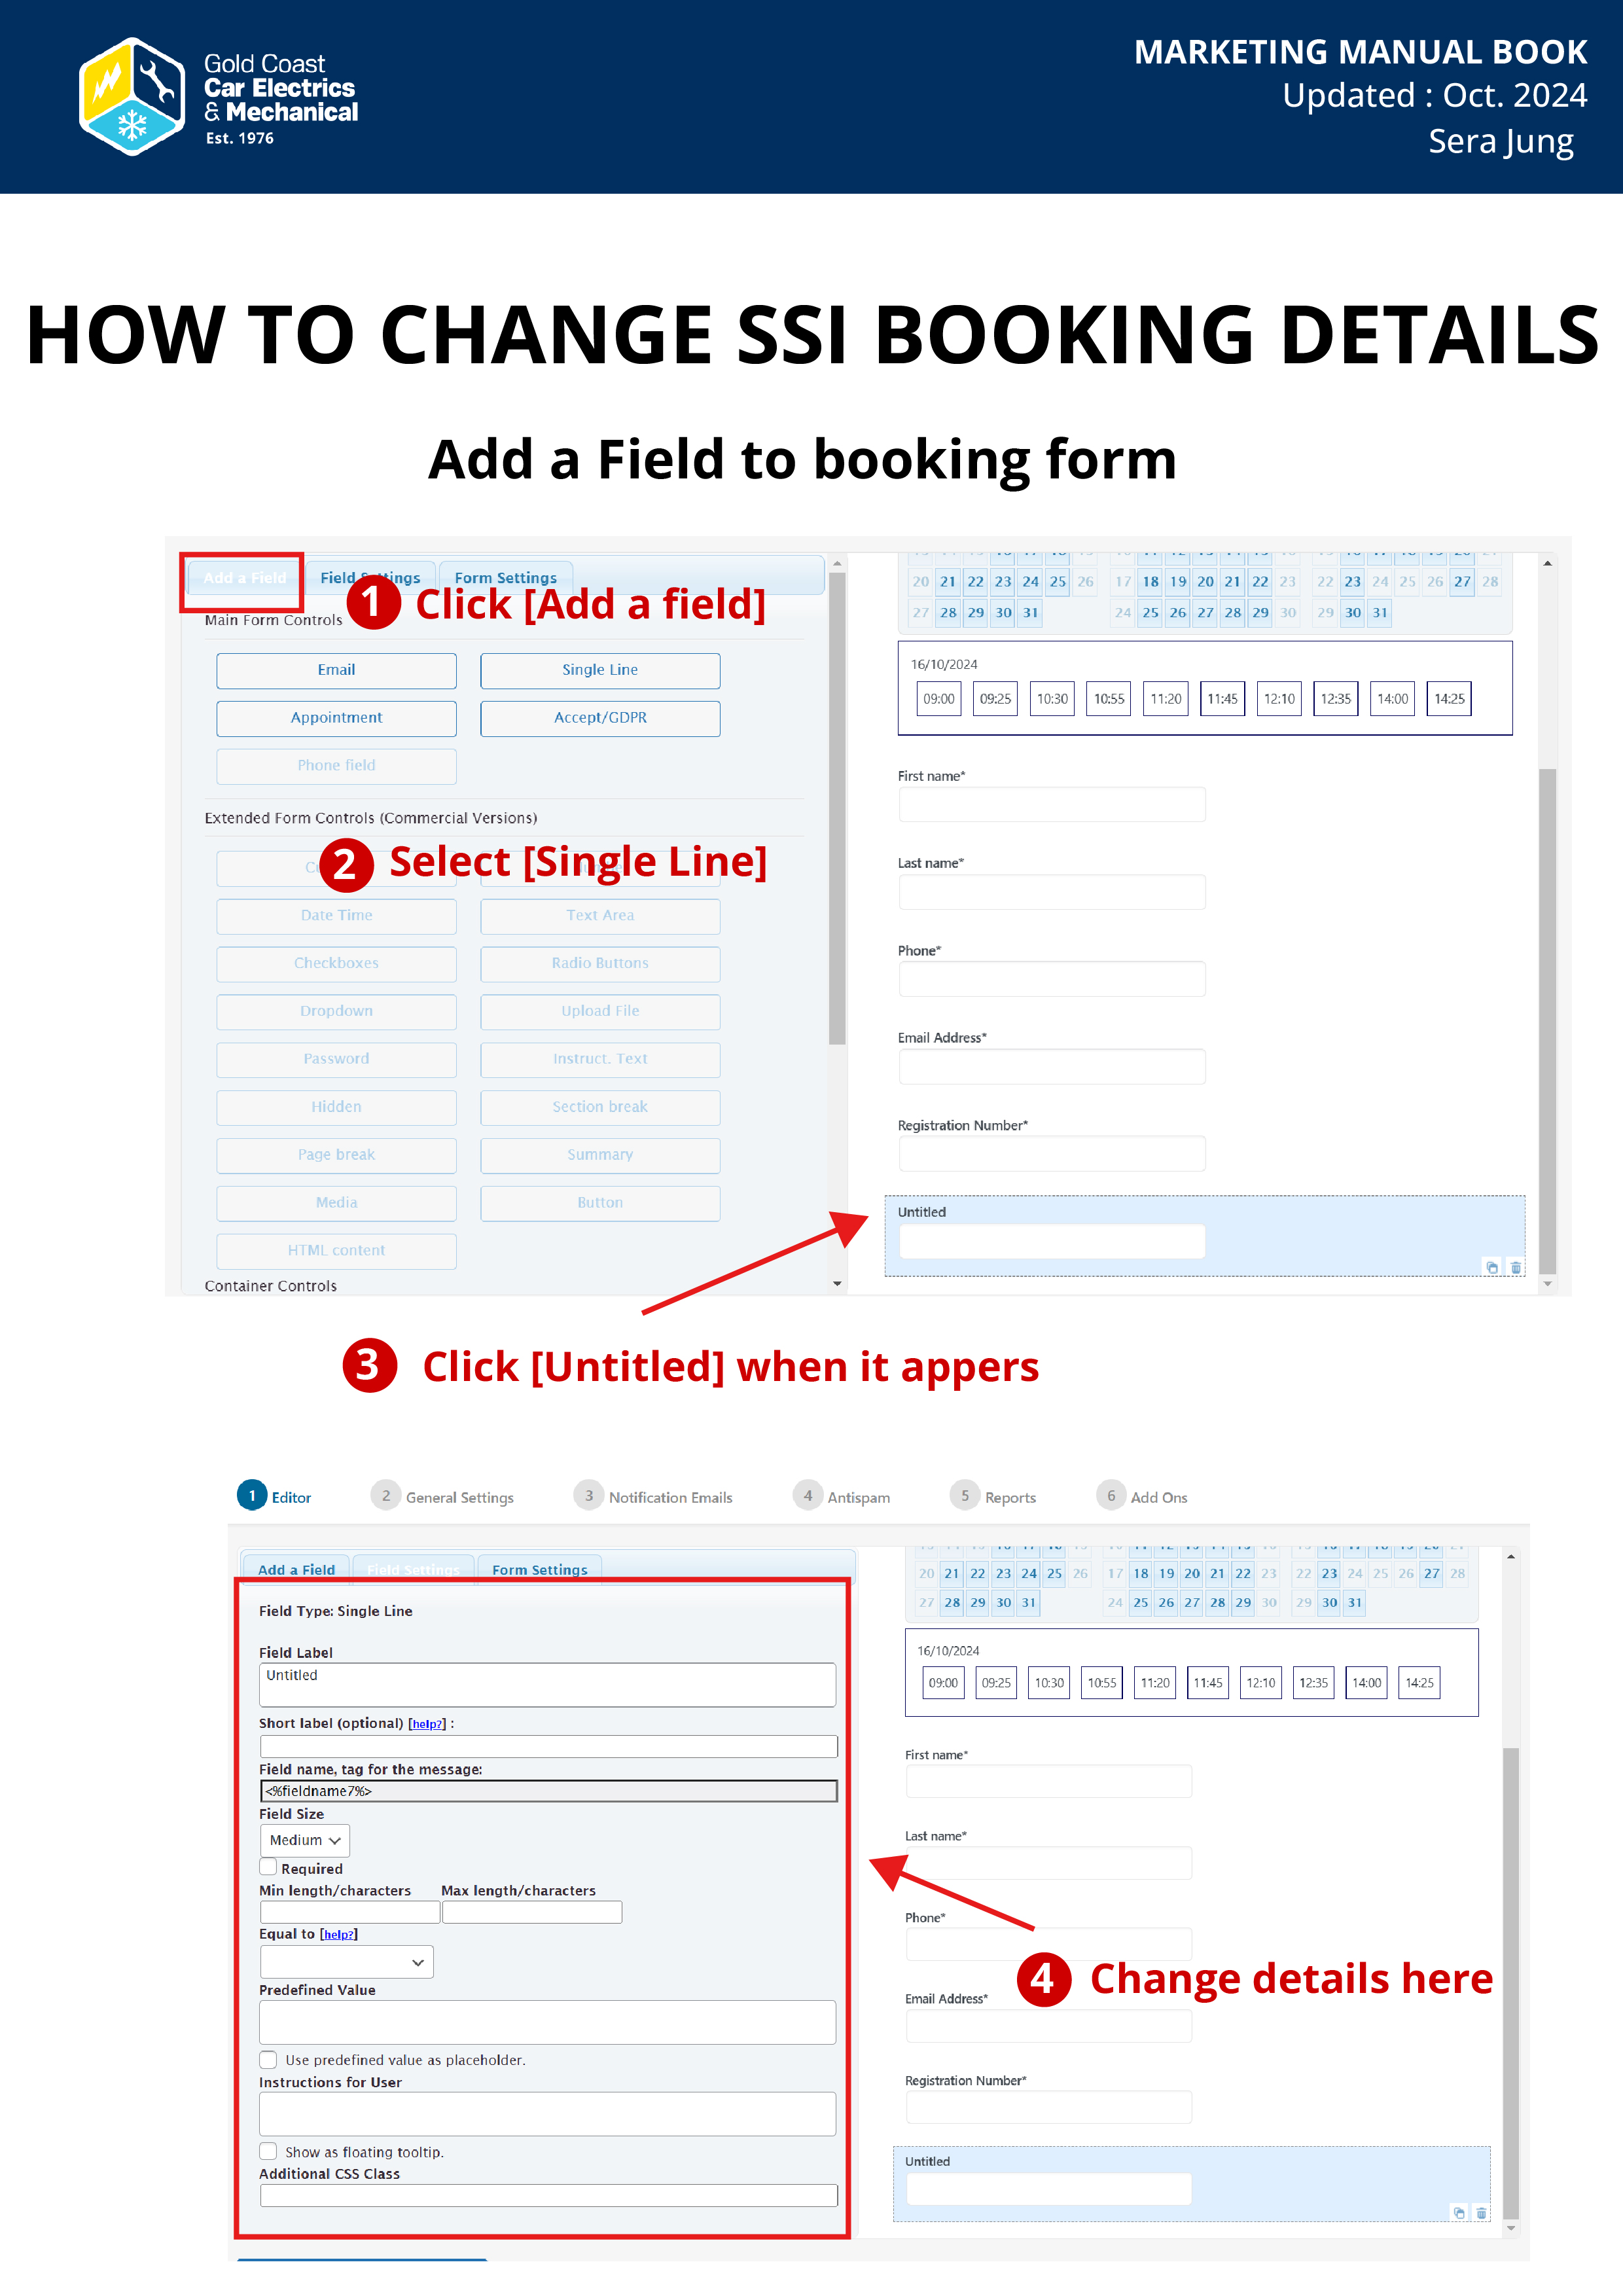 Gold Coast
Car Electrics
& Mechanical
Est. 1976
MARKETING MANUAL BOOK
Updated : Oct. 2024
Sera Jung
HOW TO CHANGE SSI BOOKING DETAILS
Add a Field to booking form
Add a Field Field Settings Form Settings
1 Click [Add a field]
Main Form Controls
Email Single Line
Appointment Accept/GDPR
Phone field
Extended Form Controls (Commercial Versions)
2 Select [Single Line]
Date Time Text Area
Checkboxes Radio Buttons
Dropdown Upload File
Password Instruct. Text
Hidden Section break
Page break Summary
Media Button
HTML content
Container Controls
20 21 22 23 24 25 26 17 18 19 20 21 22 23 22 23 24 25 26 27 28
27 28 29 30 31 24 25 26 27 28 29 30 29 30 31
16/10/2024
09:00 09:25 10:30 10:55 11:20 11:45 12:10 12:35 14:00 14:25
First name*
Last name*
Phone*
Email Address*
Registration Number*
Untitled
3 Click [Untitled] when it appers
1 Editor 2 General Settings 3 Notification Emails 4 Antispam 5 Reports 6 Add Ons
Add a Field Field Settings Form Settings
Field Type: Single Line
Field Label
Untitled
Short label (optional) [help?] :
Field name, tag for the message:
<%fieldname7%>
Field Size
Medium
Required
Min length/characters Max length/characters
Equal to [help?]
Predefined Value
Use predefined value as placeholder.
Instructions for User
Show as floating tooltip.
Additional CSS Class
20 21 22 23 24 25 26 17 18 19 20 21 22 23 22 23 24 25 26 27 28
27 28 29 30 31 24 25 26 27 28 29 30 29 30 31
16/10/2024
09:00 09:25 10:30 10:55 11:20 11:45 12:10 12:35 14:00 14:25
First name*
Last name*
Phone*
4 Change details here
Email Address*
Registration Number*
Untitled